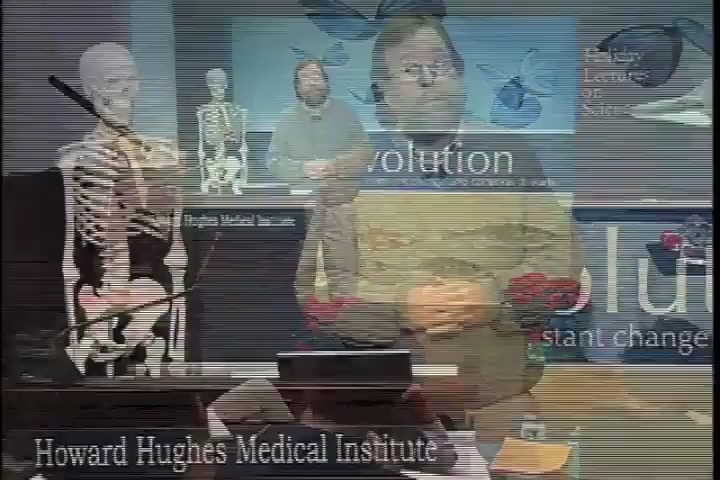 Holiday
Lectures
on
Science
volution
Hughes Medical Institute
olut
stant change
Howard Hughes Medical Institute